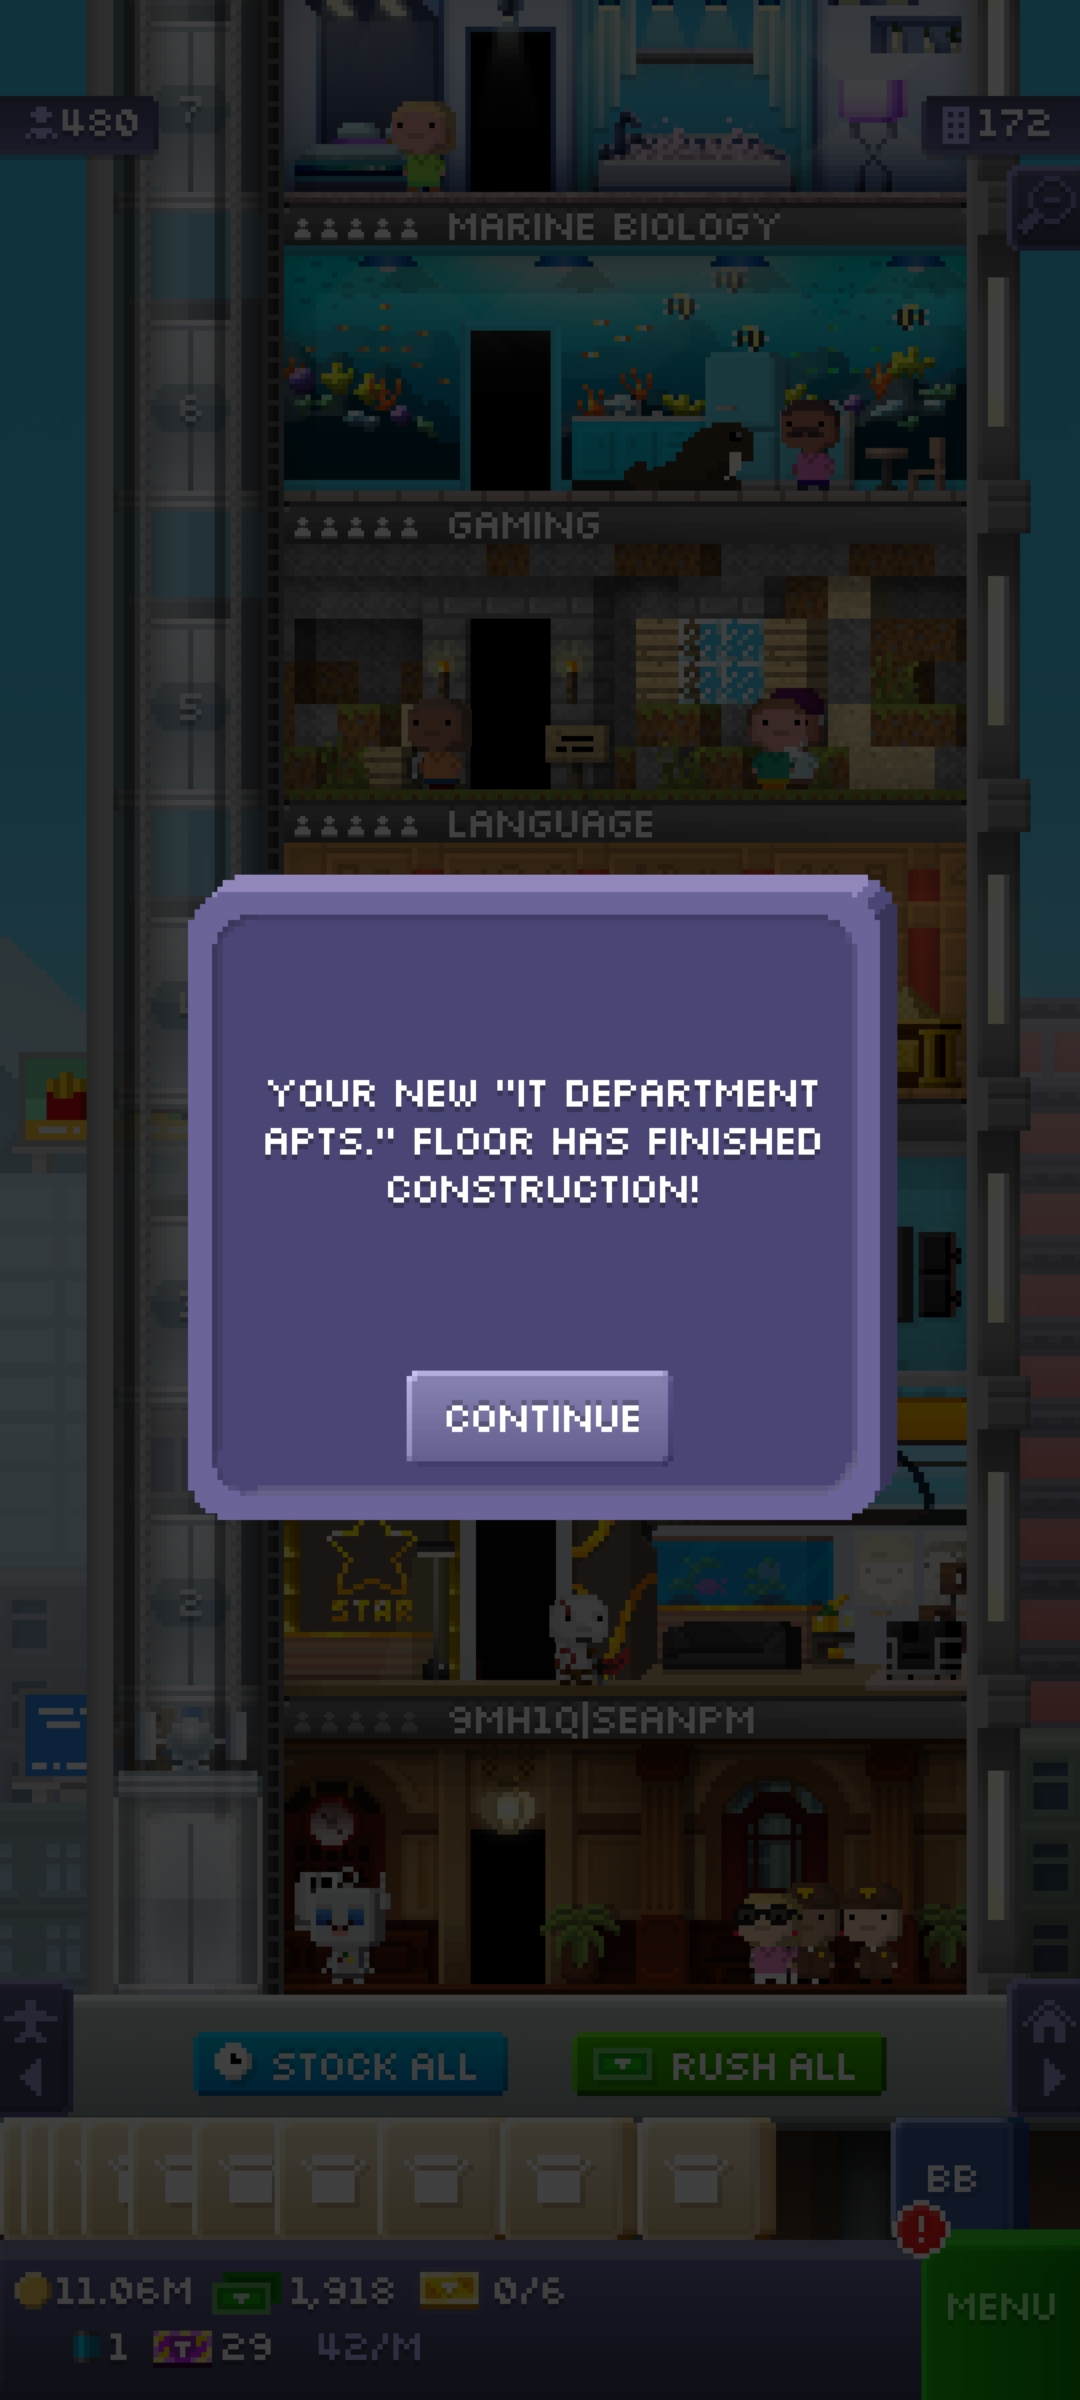 480
7
172
MARINE BIOLOGY
6
GAMING
5
LANGUAGE
YOUR NEW "IT DEPARTMENT
APTS." FLOOR HAS FINISHED
CONSTRUCTION!
CONTINUE
2
STAR
9MH1Q|SEANPM
STOCK ALL
RUSH ALL
BB
!
11.06M 1,918 0/6
1 T 29 42/M
MENU